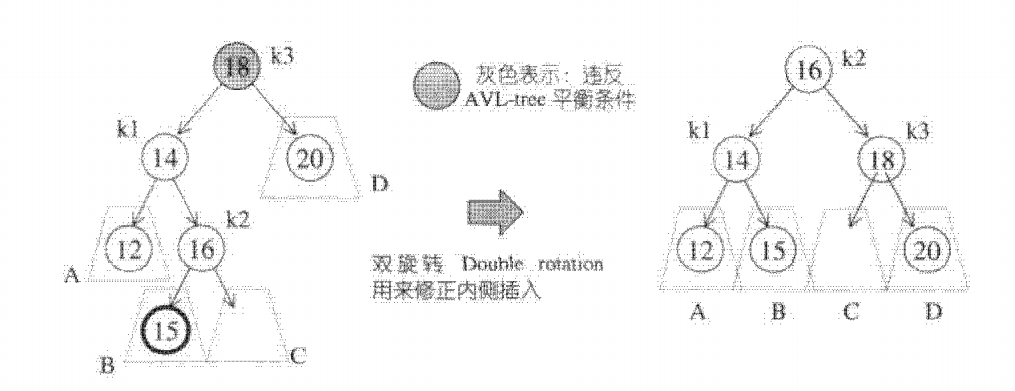 18 k3
k1
14
20
D
k2
12
16
A
15
B
C
灰色表示：违反
AVL-tree 平衡条件
双旋转 Double rotation
用来修正内侧插入
16 k2
k1
14
k3
18
12
15
20
A
B
C
D